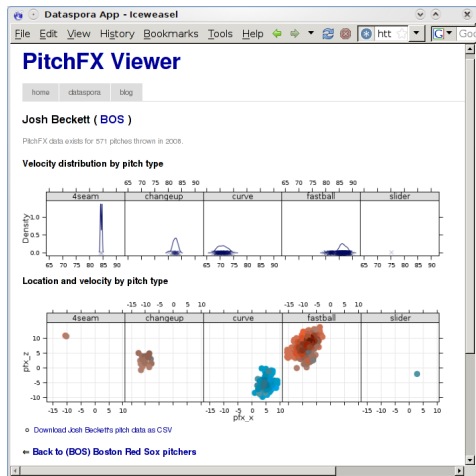 Dataspora App - Iceweasel
File Edit View History Bookmarks Tools Help htt G Goo
PitchFX Viewer
home dataspora blog
Josh Beckett ( BOS )
PitchFX data exists for 571 pitches thrown in 2008.
Velocity distribution by pitch type
65 70 75 80 85 90 65 70 75 80 85 90
4seam changeup curve fastball slider
Density
1.0
0.5
0.0
65 70 75 80 85 90 65 70 75 80 85 90 65 70 75 80 85 90
Location and velocity by pitch type
-15 -10 -5 0 5 10 -15 -10 -5 0 5 10
4seam changeup curve fastball slider
pfx_z
10
5
0
-5
-10
-15 -10 -5 0 5 10 -15 -10 -5 0 5 10 -15 -10 -5 0 5 10
pfx_x
Download Josh Beckett's pitch data as CSV
⇐ Back to (BOS) Boston Red Sox pitchers